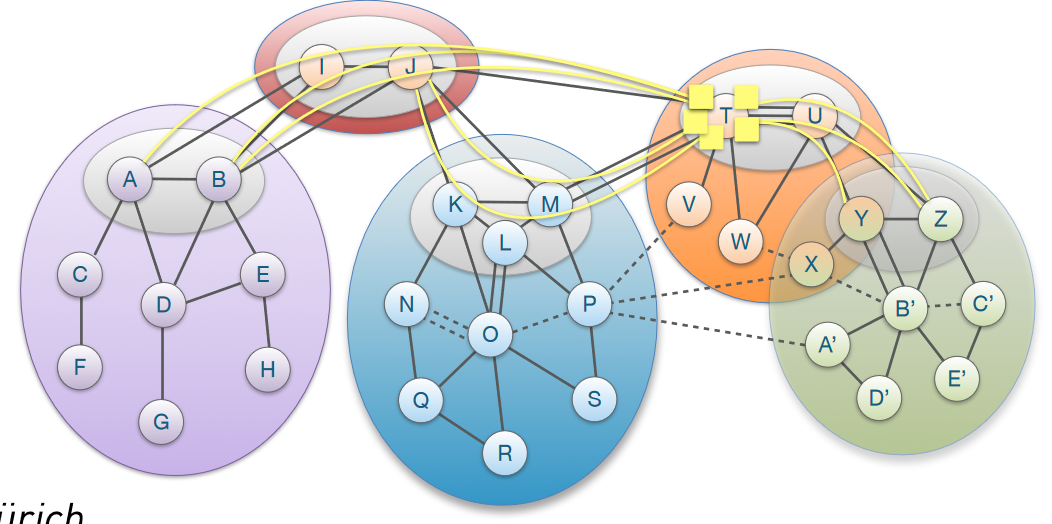 I J
T U
A B
K M
V Y Z
L
W
C E X
D N P B' C'
O
A'
F H
E'
Q S D'
G
R
ürich